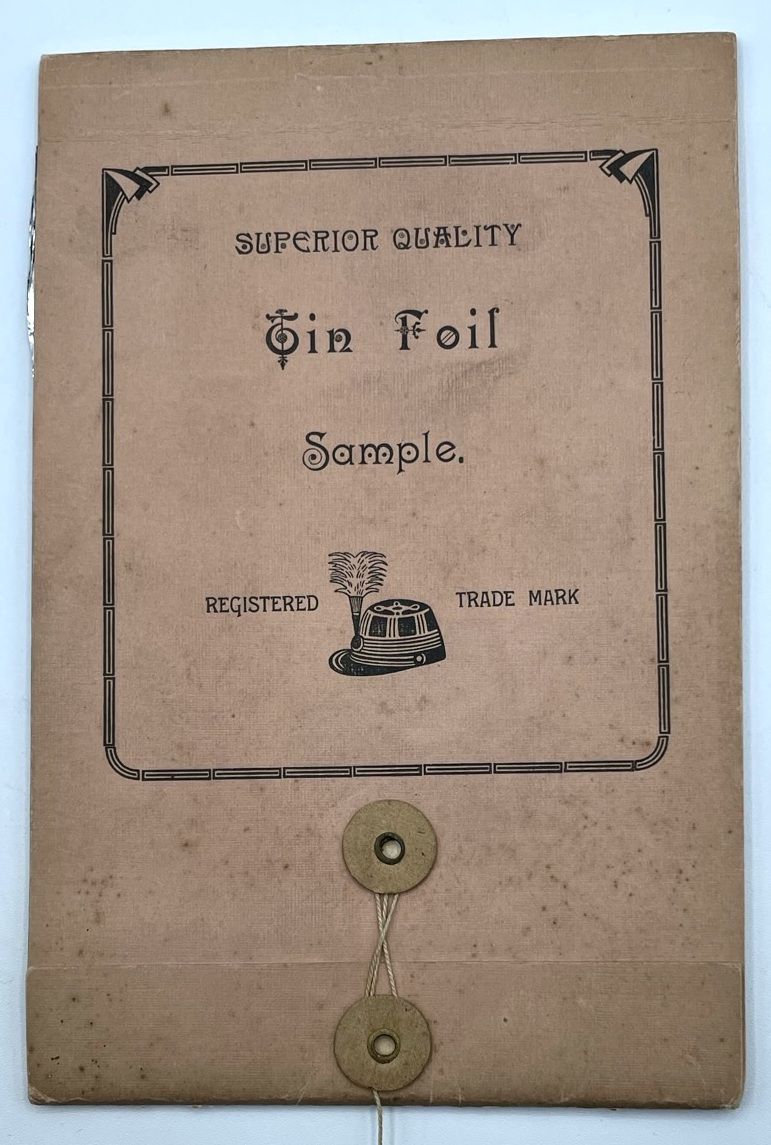 SUPERIOR QUALITY
Tin Foil
Sample.
REGISTERED TRADE MARK